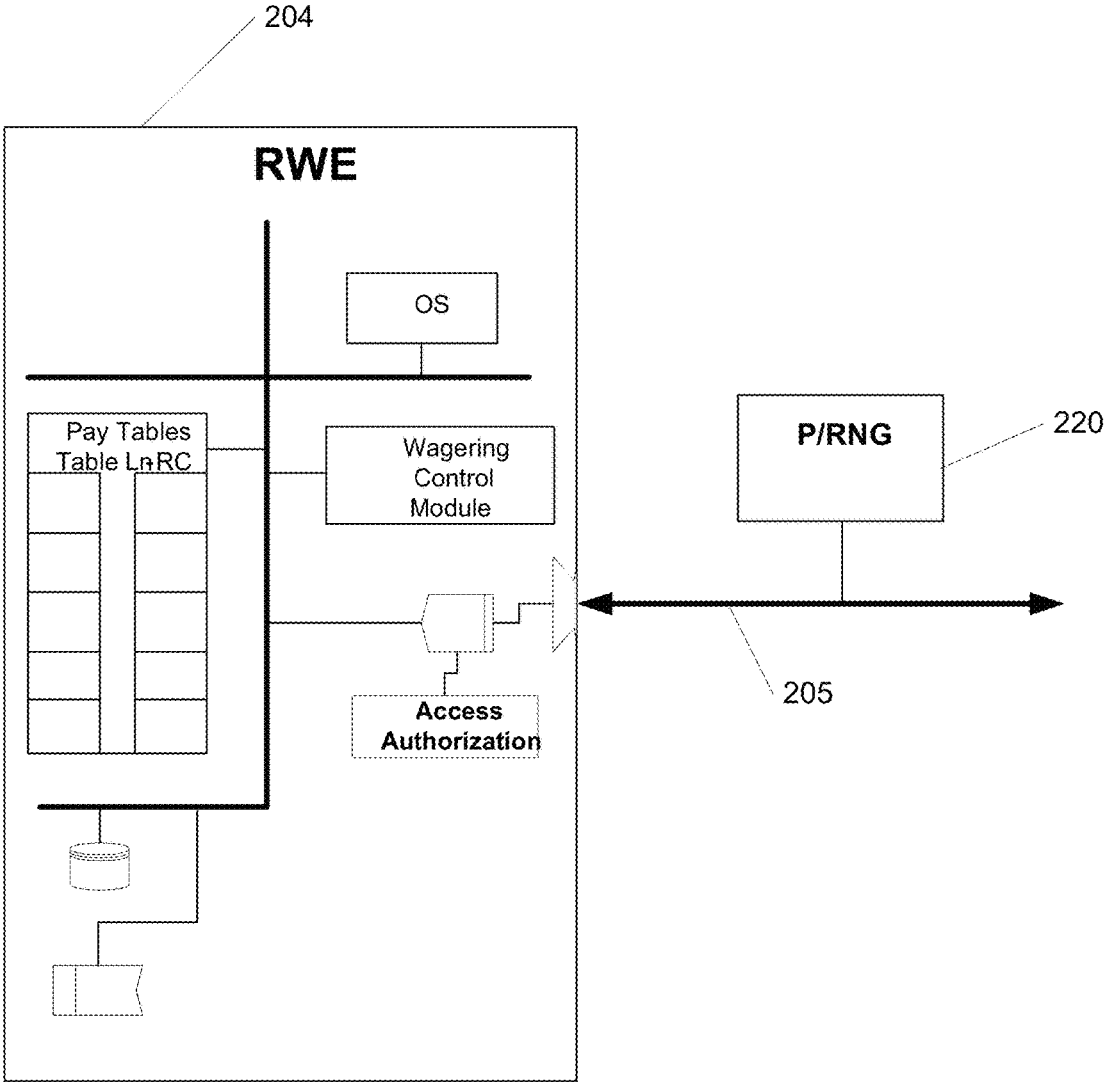 204
RWE
OS
Pay Tables
Table Ln-RC
Wagering
Control
Module
P/RNG
220
205
Access
Authorization